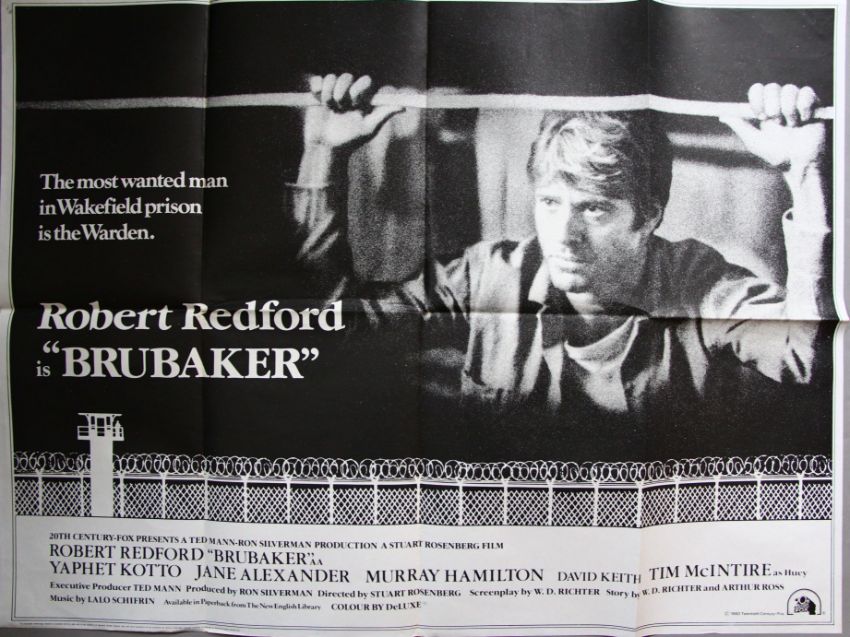 The most wanted man
in Wakefield prison
is the Warden.
Robert Redford
is "BRUBAKER"
20TH CENTURY-FOX PRESENTS A TED MANN-RON SILVERMAN PRODUCTION A STUART ROSENBERG FILM
ROBERT REDFORD "BRUBAKER" AA
YAPHET KOTTO JANE ALEXANDER MURRAY HAMILTON DAVID KEITH TIM McINTIRE as Huey
Executive Producer TED MANN Produced by RON SILVERMAN Directed by STUART ROSENBERG Screenplay by W. D. RICHTER Story by W. D. RICHTER and ARTHUR ROSS
Music by LALO SCHIFRIN Available in Paperback from The New English Library COLOUR BY DeLUXE
© 1980 Twentieth Century-Fox